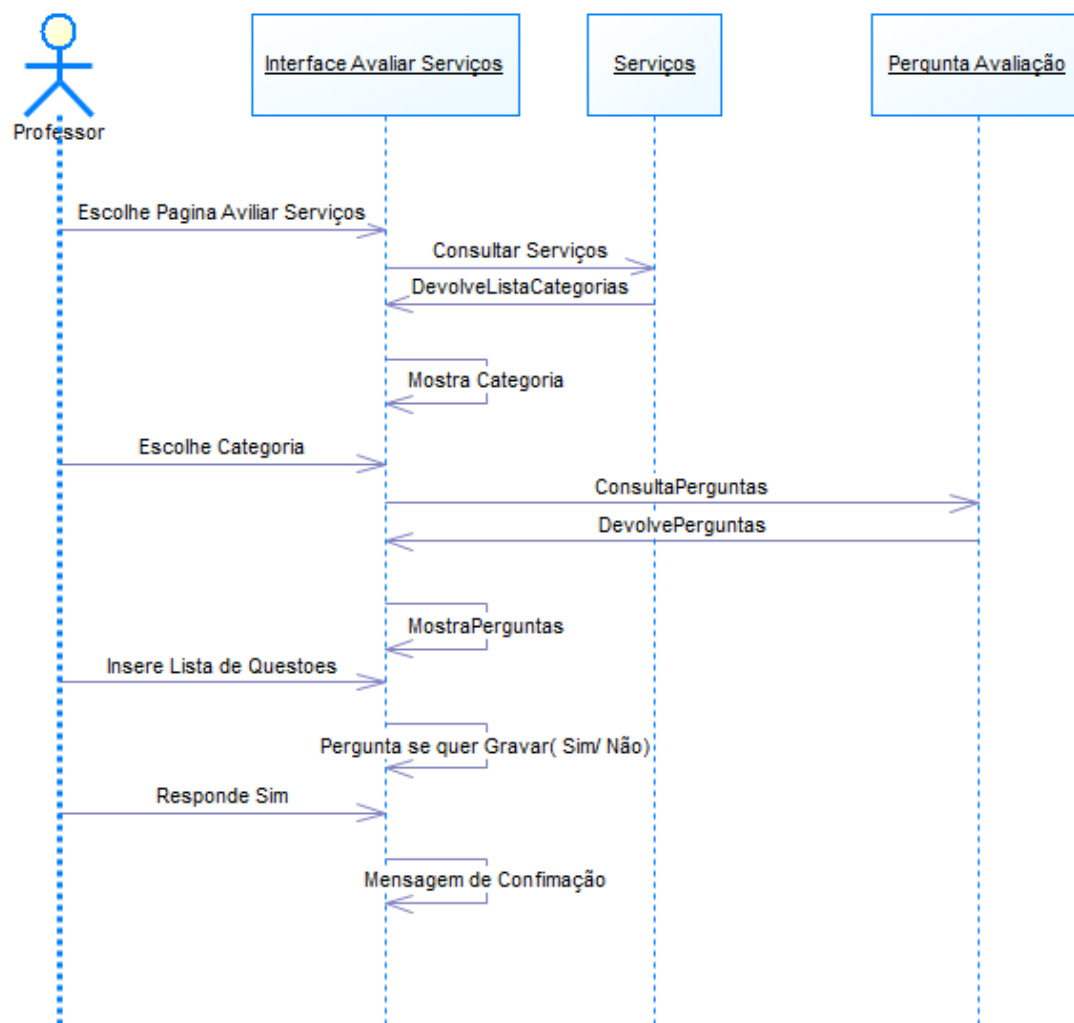 Interface Avaliar Serviços
Serviços
Pergunta Avaliação
Professor
Escolhe Pagina Aviliar Serviços
Consultar Serviços
DevolveListaCategorias
Mostra Categoria
Escolhe Categoria
ConsultaPerguntas
DevolvePerguntas
MostraPerguntas
Insere Lista de Questoes
Pergunta se quer Gravar( Sim/ Não)
Responde Sim
Mensagem de Confimação